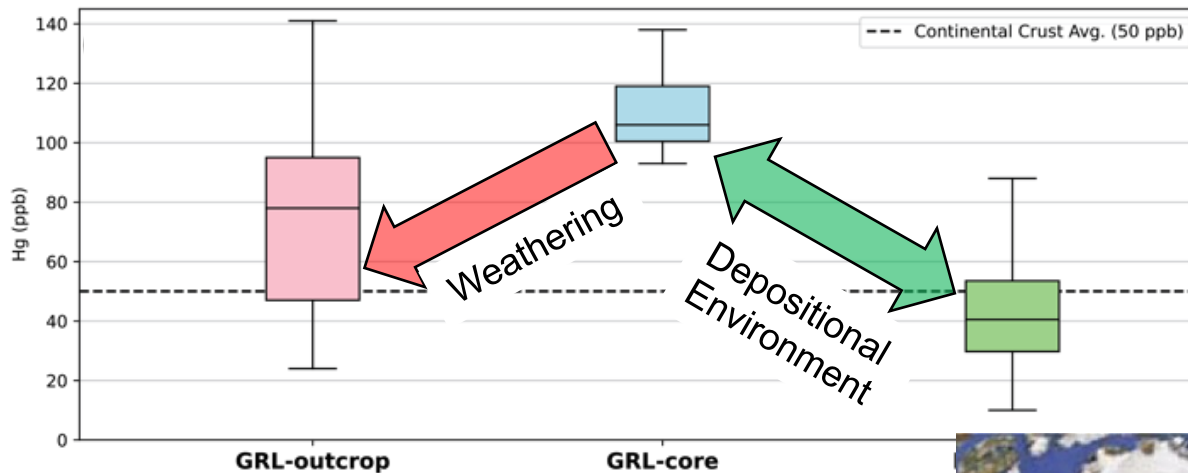 140
Continental Crust Avg. (50 ppb)
120
100
80
60
40
20
0
Hg (ppb)
Weathering
Depositional
Environment
GRL-outcrop
GRL-core